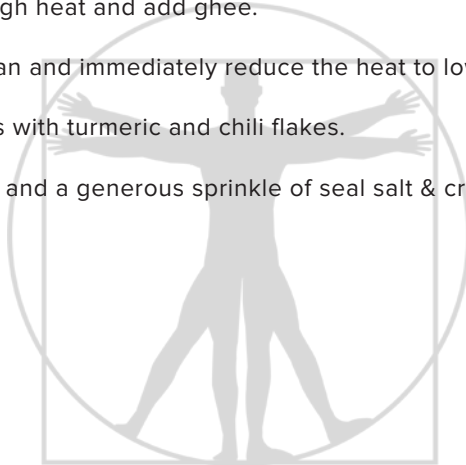 gh heat and add ghee.
an and immediately reduce the heat to lo
s with turmeric and chili flakes.
and a generous sprinkle of seal salt & cr